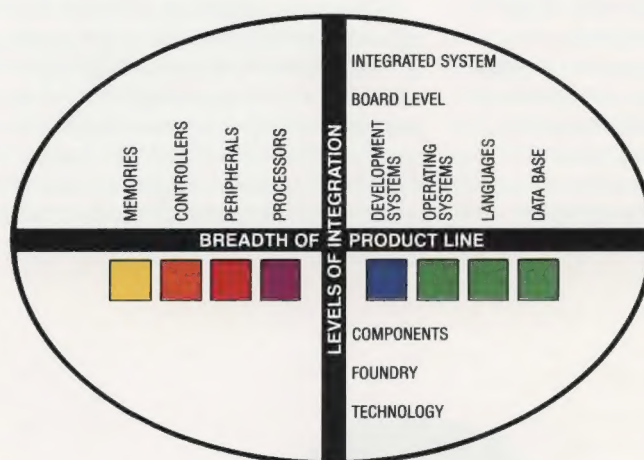 INTEGRATED SYSTEM
BOARD LEVEL
MEMORIES
CONTROLLERS
PERIPHERALS
PROCESSORS
DEVELOPMENT
SYSTEMS
OPERATING
SYSTEMS
LANGUAGES
DATA BASE
BREADTH OF PRODUCT LINE
LEVELS OF INTEGRATION
COMPONENTS
FOUNDRY
TECHNOLOGY